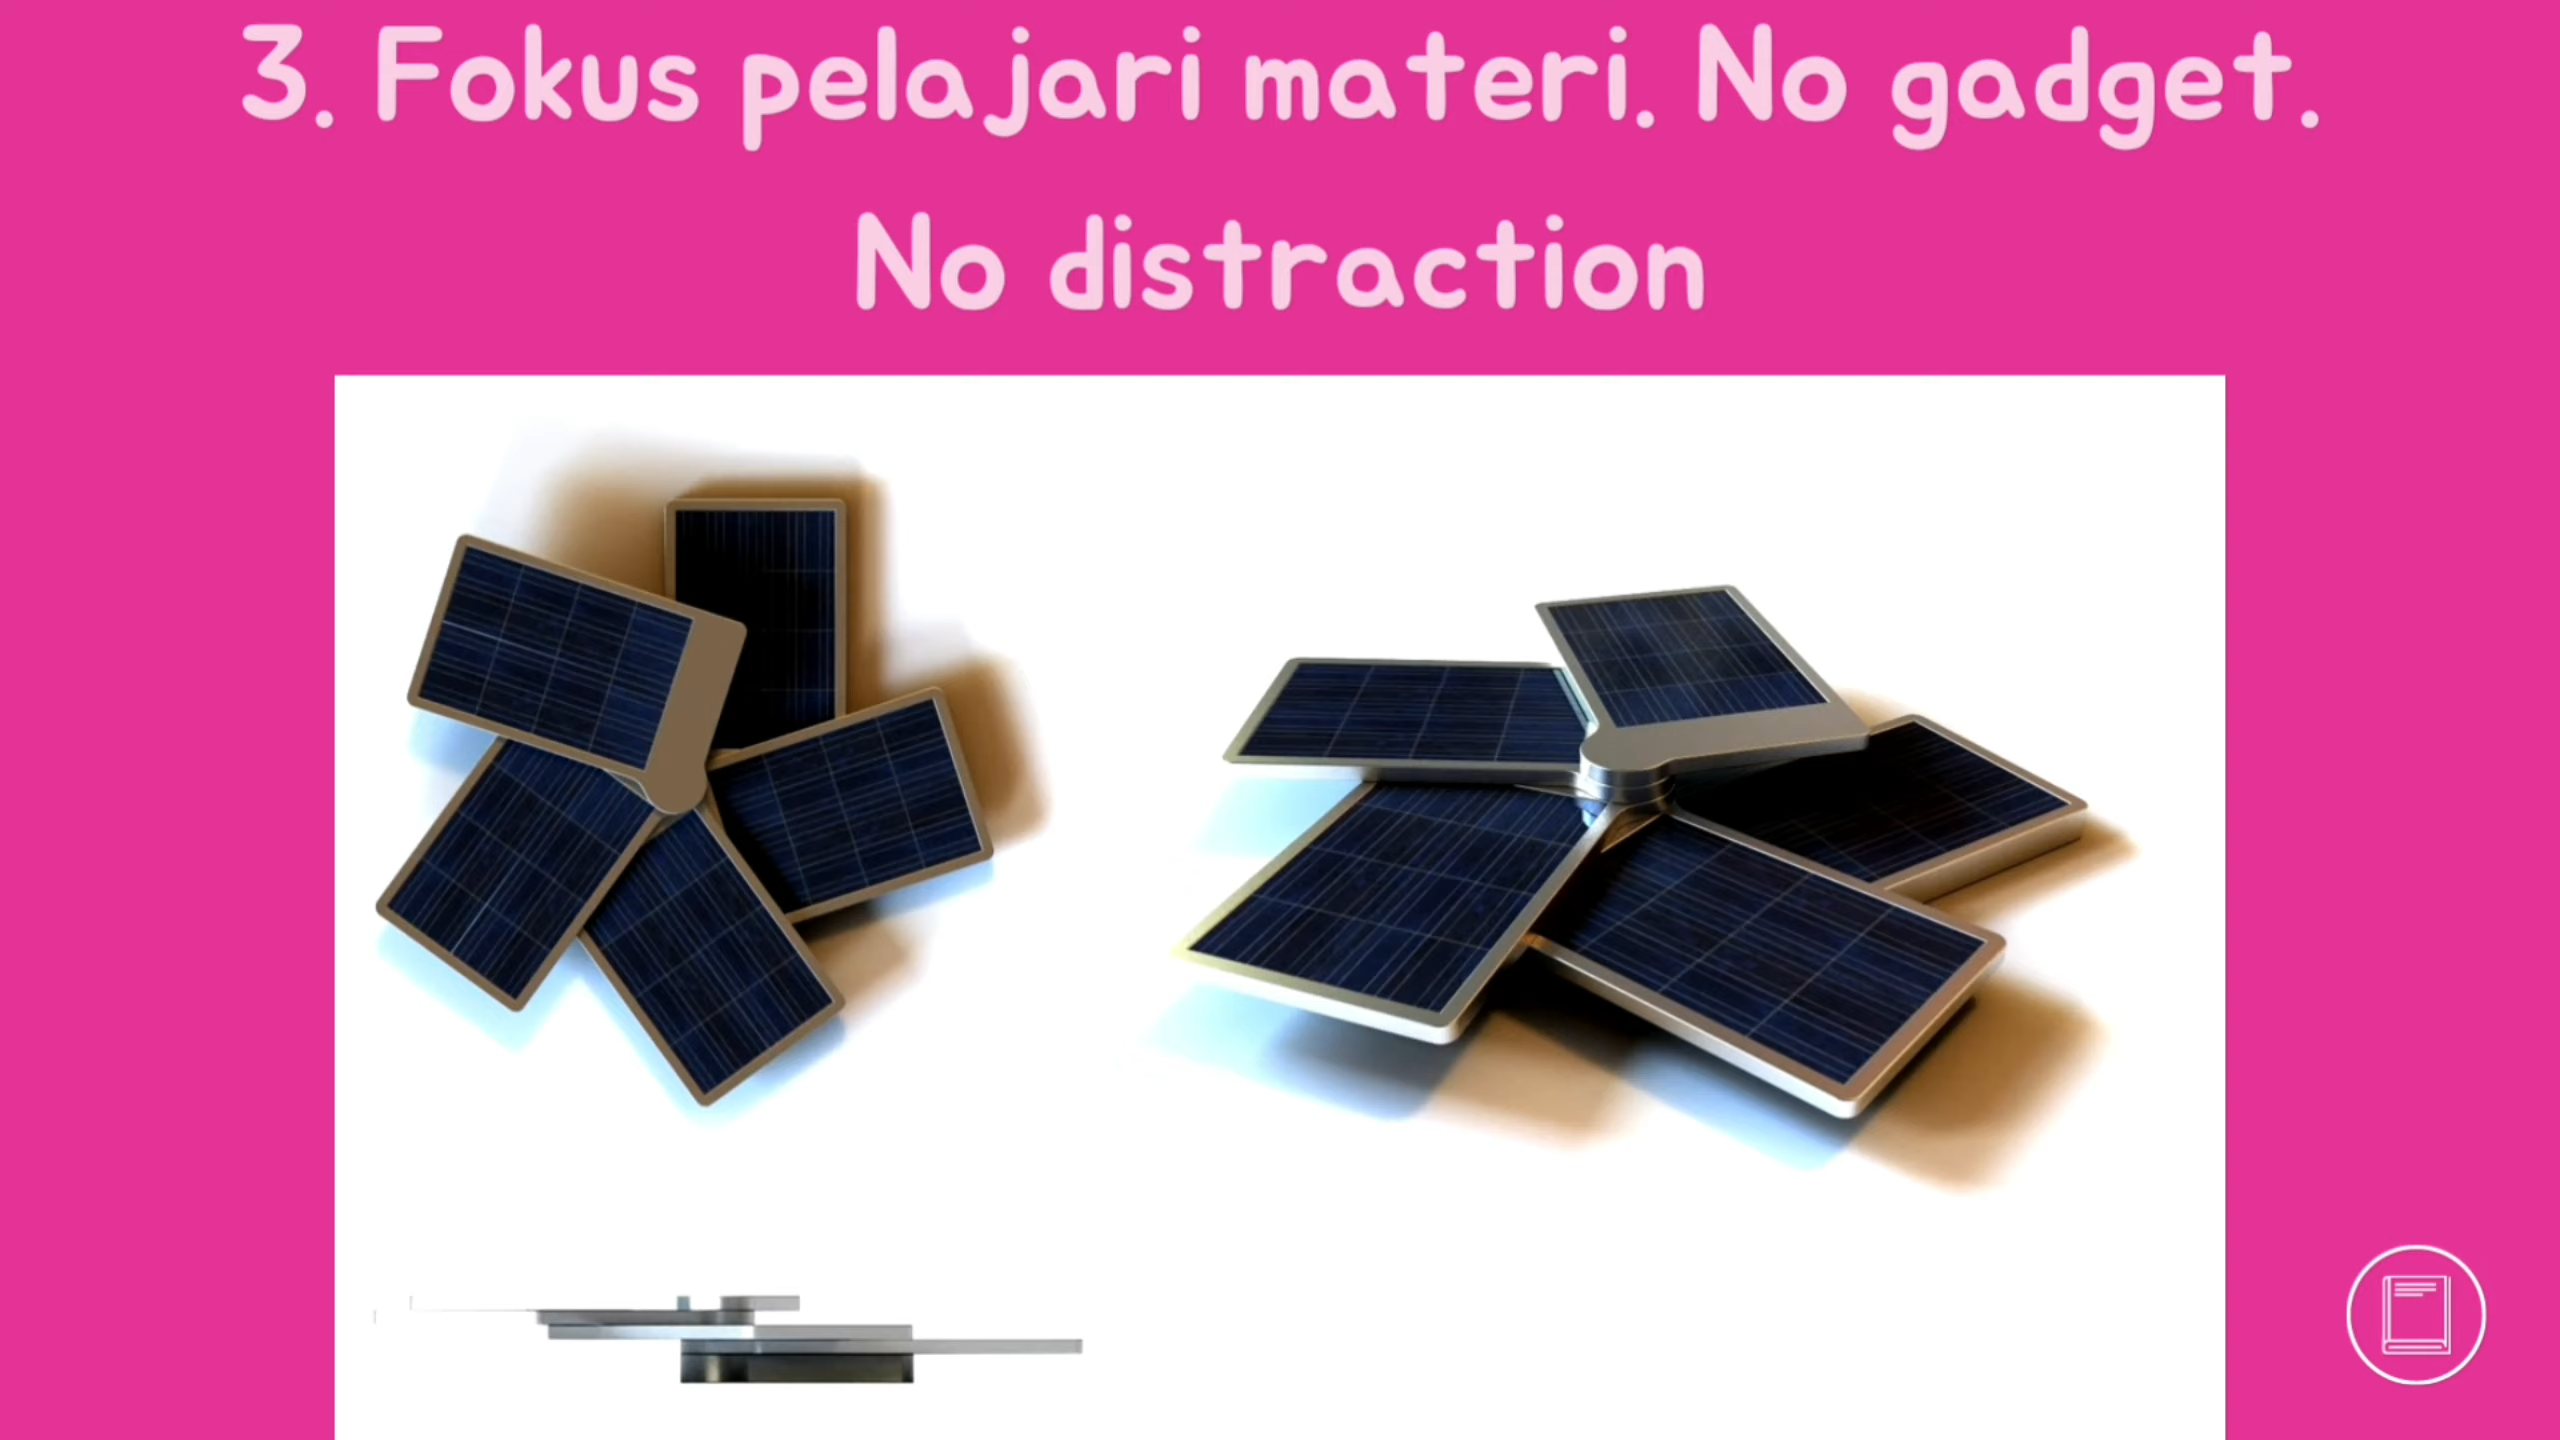 3. Fokus pelajari materi. No gadget.
No distraction